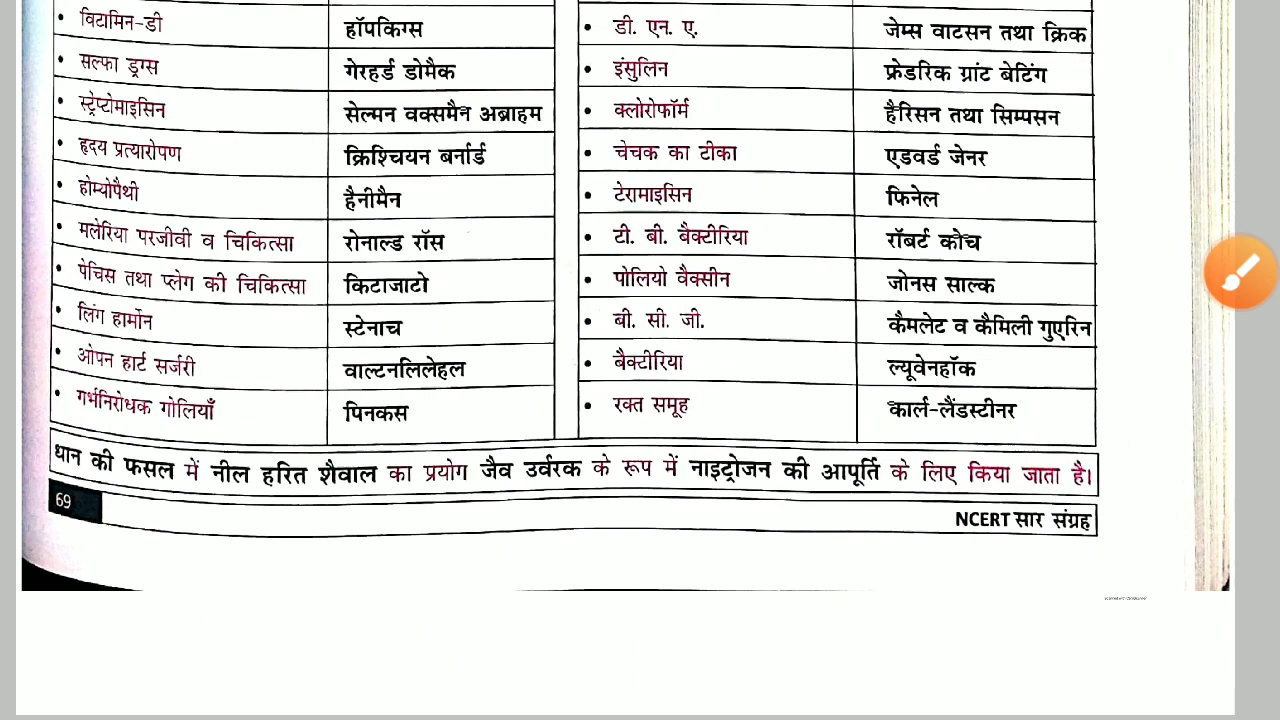 • विटामिन-डी हॉपकिग्स
• सल्फा ड्रग्स गेरहर्ड डोमैक
• स्ट्रेप्टोमाइसिन सेल्मन वक्समैन अब्राहम
• हृदय प्रत्यारोपण क्रिश्चियन बर्नार्ड
• होम्योपैथी हैनीमैन
• मलेरिया परजीवी व चिकित्सा रोनाल्ड रॉस
• पेचिस तथा प्लेग की चिकित्सा किटाजाटो
• लिंग हार्मोन स्टेनाच
• ओपन हार्ट सर्जरी वाल्टनलिलेहल
• गर्भनिरोधक गोलियाँ पिनकस
• डी. एन. ए. जेम्स वाटसन तथा क्रिक
• इंसुलिन फ्रेडरिक ग्रांट बेटिंग
• क्लोरोफॉर्म हैरिसन तथा सिम्पसन
• चेचक का टीका एडवर्ड जेनर
• टेरामाइसिन फिनेल
• टी. बी. बैक्टीरिया रॉबर्ट कोच
• पोलियो वैक्सीन जोनस साल्क
• बी. सी. जी. कैमलेट व कैमिली गुएरिन
• बैक्टीरिया ल्यूवेनहॉक
• रक्त समूह कार्ल-लैंडस्टीनर
धान की फसल में नील हरित शैवाल का प्रयोग जैव उर्वरक के रूप में नाइट्रोजन की आपूर्ति के लिए किया जाता है।
69
NCERT सार संग्रह